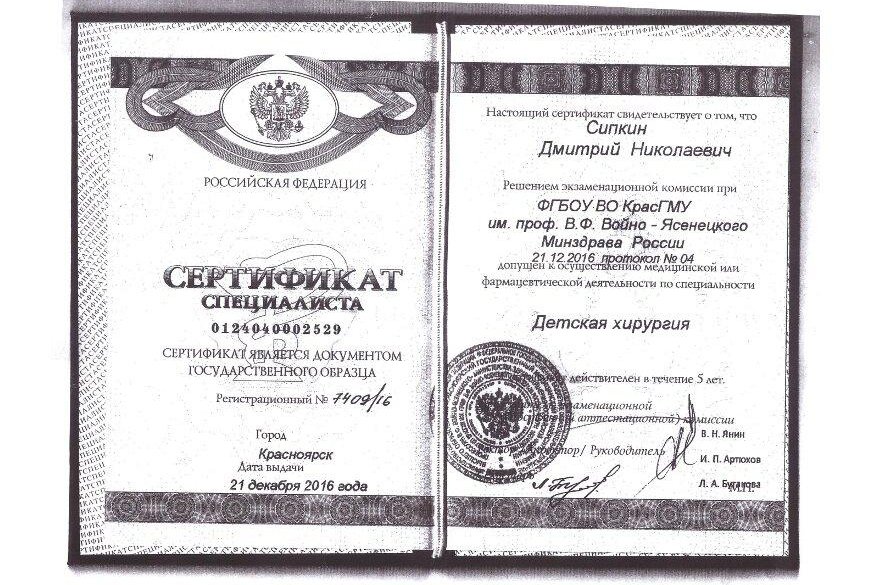 РОССИЙСКАЯ ФЕДЕРАЦИЯ
СЕРТИФИКАТ
СПЕЦИАЛИСТА
0124040002529
СЕРТИФИКАТ ЯВЛЯЕТСЯ ДОКУМЕНТОМ
ГОСУДАРСТВЕННОГО ОБРАЗЦА
Регистрационный № 7409/16
Город
Красноярск
Дата выдачи
21 декабря 2016 года
Настоящий сертификат свидетельствует о том, что
Сипкин
Дмитрий Николаевич
Решением экзаменационной комиссии при
ФГБОУ ВО КрасГМУ
им. проф. В.Ф. Войно - Ясенецкого
Минздрава России
21.12.2016 протокол № 04
допущен к осуществлению медицинской или
фармацевтической деятельности по специальности
Детская хирургия
действителен в течение 5 лет.
экзаменационной
аттестационной) комиссии
В. Н. Янин
Руководитель
И. П. Артюхов
Л. А. Бугакова
М.П.